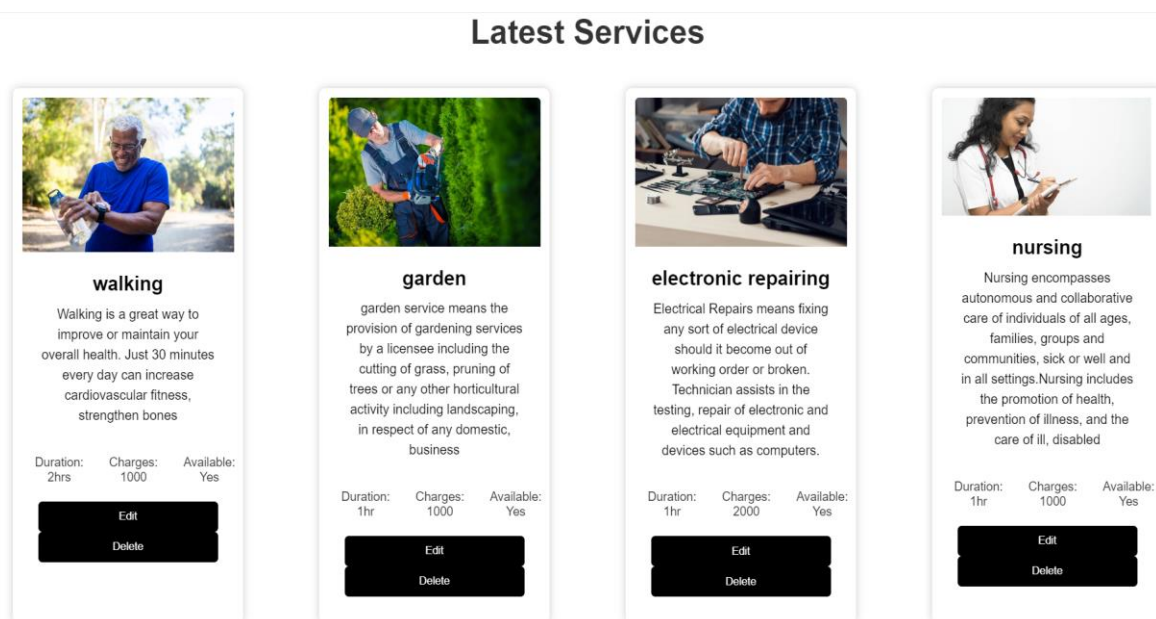 Latest Services
walking
Walking is a great way to
improve or maintain your
overall health. Just 30 minutes
every day can increase
cardiovascular fitness,
strengthen bones
Duration:
2hrs
Charges:
1000
Available:
Yes
Edit
Delete
garden
garden service means the
provision of gardening services
by a licensee including the
cutting of grass, pruning of
trees or any other horticultural
activity including landscaping,
in respect of any domestic,
business
Duration:
1hr
Charges:
1000
Available:
Yes
Edit
Delete
electronic repairing
Electrical Repairs means fixing
any sort of electrical device
should it become out of
working order or broken.
Technician assists in the
testing, repair of electronic and
electrical equipment and
devices such as computers.
Duration:
1hr
Charges:
2000
Available:
Yes
Edit
Delete
nursing
Nursing encompasses
autonomous and collaborative
care of individuals of all ages,
families, groups and
communities, sick or well and
in all settings.Nursing includes
the promotion of health,
prevention of illness, and the
care of ill, disabled
Duration:
1hr
Charges:
1000
Available:
Yes
Edit
Delete